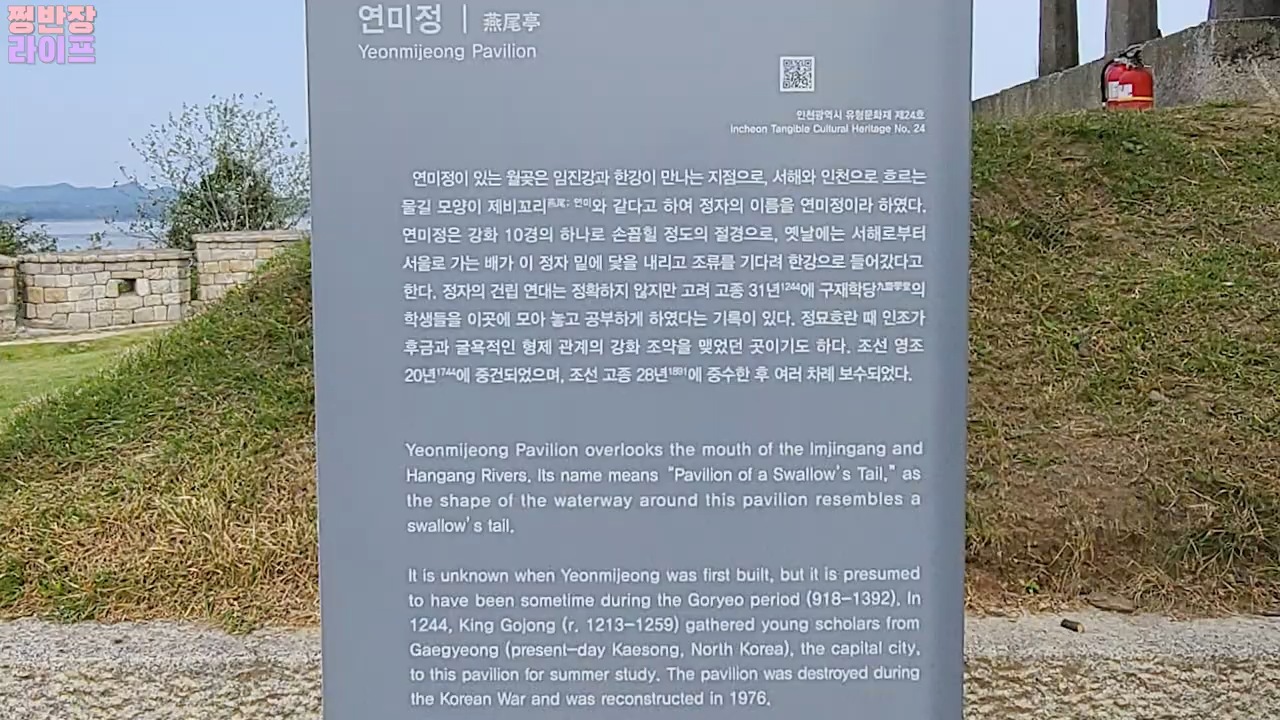 찡반장
라이프
연미정 | 燕尾亭
Yeonmijeong Pavilion
인천광역시 유형문화재 제24호
Incheon Tangible Cultural Heritage No. 24
연미정이 있는 월곶은 임진강과 한강이 만나는 지점으로, 서해와 인천으로 흐르는
물길 모양이 제비꼬리燕尾; 연미와 같다고 하여 정자의 이름을 연미정이라 하였다.
연미정은 강화 10경의 하나로 손꼽힐 정도의 절경으로, 옛날에는 서해로부터
서울로 가는 배가 이 정자 밑에 닻을 내리고 조류를 기다려 한강으로 들어갔다고
한다. 정자의 건립 연대는 정확하지 않지만 고려 고종 31년1244에 구재학당九齋學堂의
학생들을 이곳에 모아 놓고 공부하게 하였다는 기록이 있다. 정묘호란 때 인조가
후금과 굴욕적인 형제 관계의 강화 조약을 맺었던 곳이기도 하다. 조선 영조
20년1744에 중건되었으며, 조선 고종 28년1891에 중수한 후 여러 차례 보수되었다.
Yeonmijeong Pavilion overlooks the mouth of the Imjingang and
Hangang Rivers. Its name means "Pavilion of a Swallow's Tail," as
the shape of the waterway around this pavilion resembles a
swallow's tail.
It is unknown when Yeonmijeong was first built, but it is presumed
to have been sometime during the Goryeo period (918-1392). In
1244, King Gojong (r. 1213-1259) gathered young scholars from
Gaegyeong (present-day Kaesong, North Korea), the capital city,
to this pavilion for summer study. The pavilion was destroyed during
the Korean War and was reconstructed in 1976.